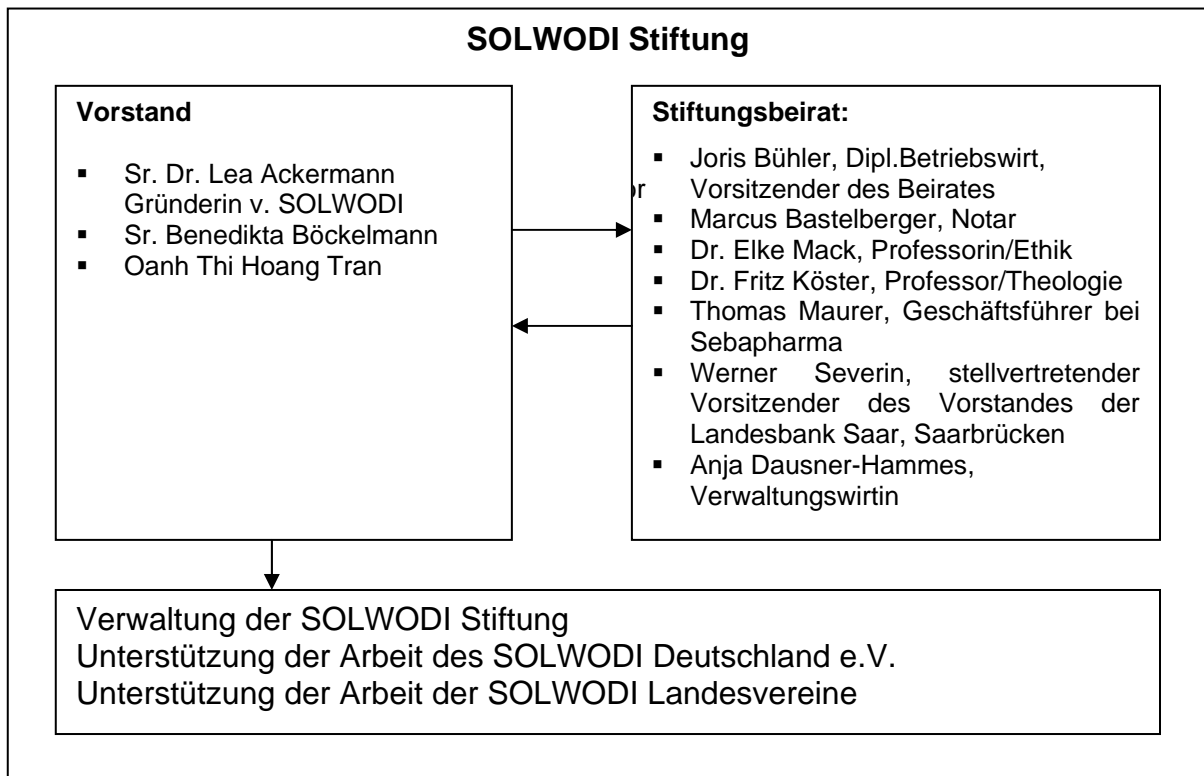 SOLWODI Stiftung
Vorstand
▪ Sr. Dr. Lea Ackermann
Gründerin v. SOLWODI
▪ Sr. Benedikta Böckelmann
▪ Oanh Thi Hoang Tran
Stiftungsbeirat:
▪ Joris Bühler, Dipl.Betriebswirt,
Vorsitzender des Beirates
▪ Marcus Bastelberger, Notar
▪ Dr. Elke Mack, Professorin/Ethik
▪ Dr. Fritz Köster, Professor/Theologie
▪ Thomas Maurer, Geschäftsführer bei
Sebapharma
▪ Werner Severin, stellvertretender
Vorsitzender des Vorstandes der
Landesbank Saar, Saarbrücken
▪ Anja Dausner-Hammes,
Verwaltungswirtin
Verwaltung der SOLWODI Stiftung
Unterstützung der Arbeit des SOLWODI Deutschland e.V.
Unterstützung der Arbeit der SOLWODI Landesvereine